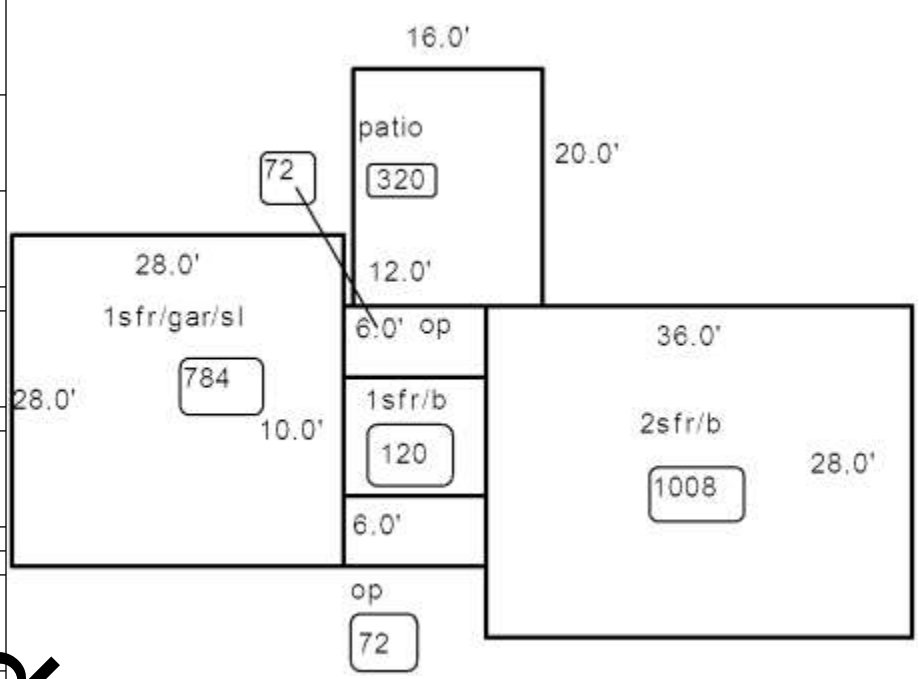 16.0'
patio
20.0'
72
320
28.0'
12.0'
1sfr/gar/sl
6.0' op
36.0'
784
28.0'
1sfr/b
10.0'
2sfr/b
120
28.0'
1008
6.0'
op
72